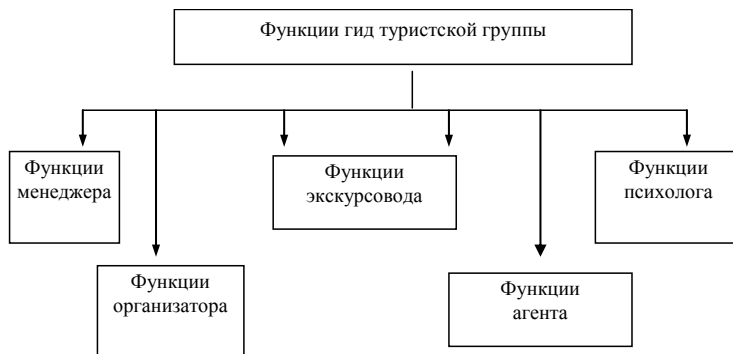 Функции гид туристской группы
Функции
менеджера
Функции
экскурсовода
Функции
психолога
Функции
организатора
Функции
агента